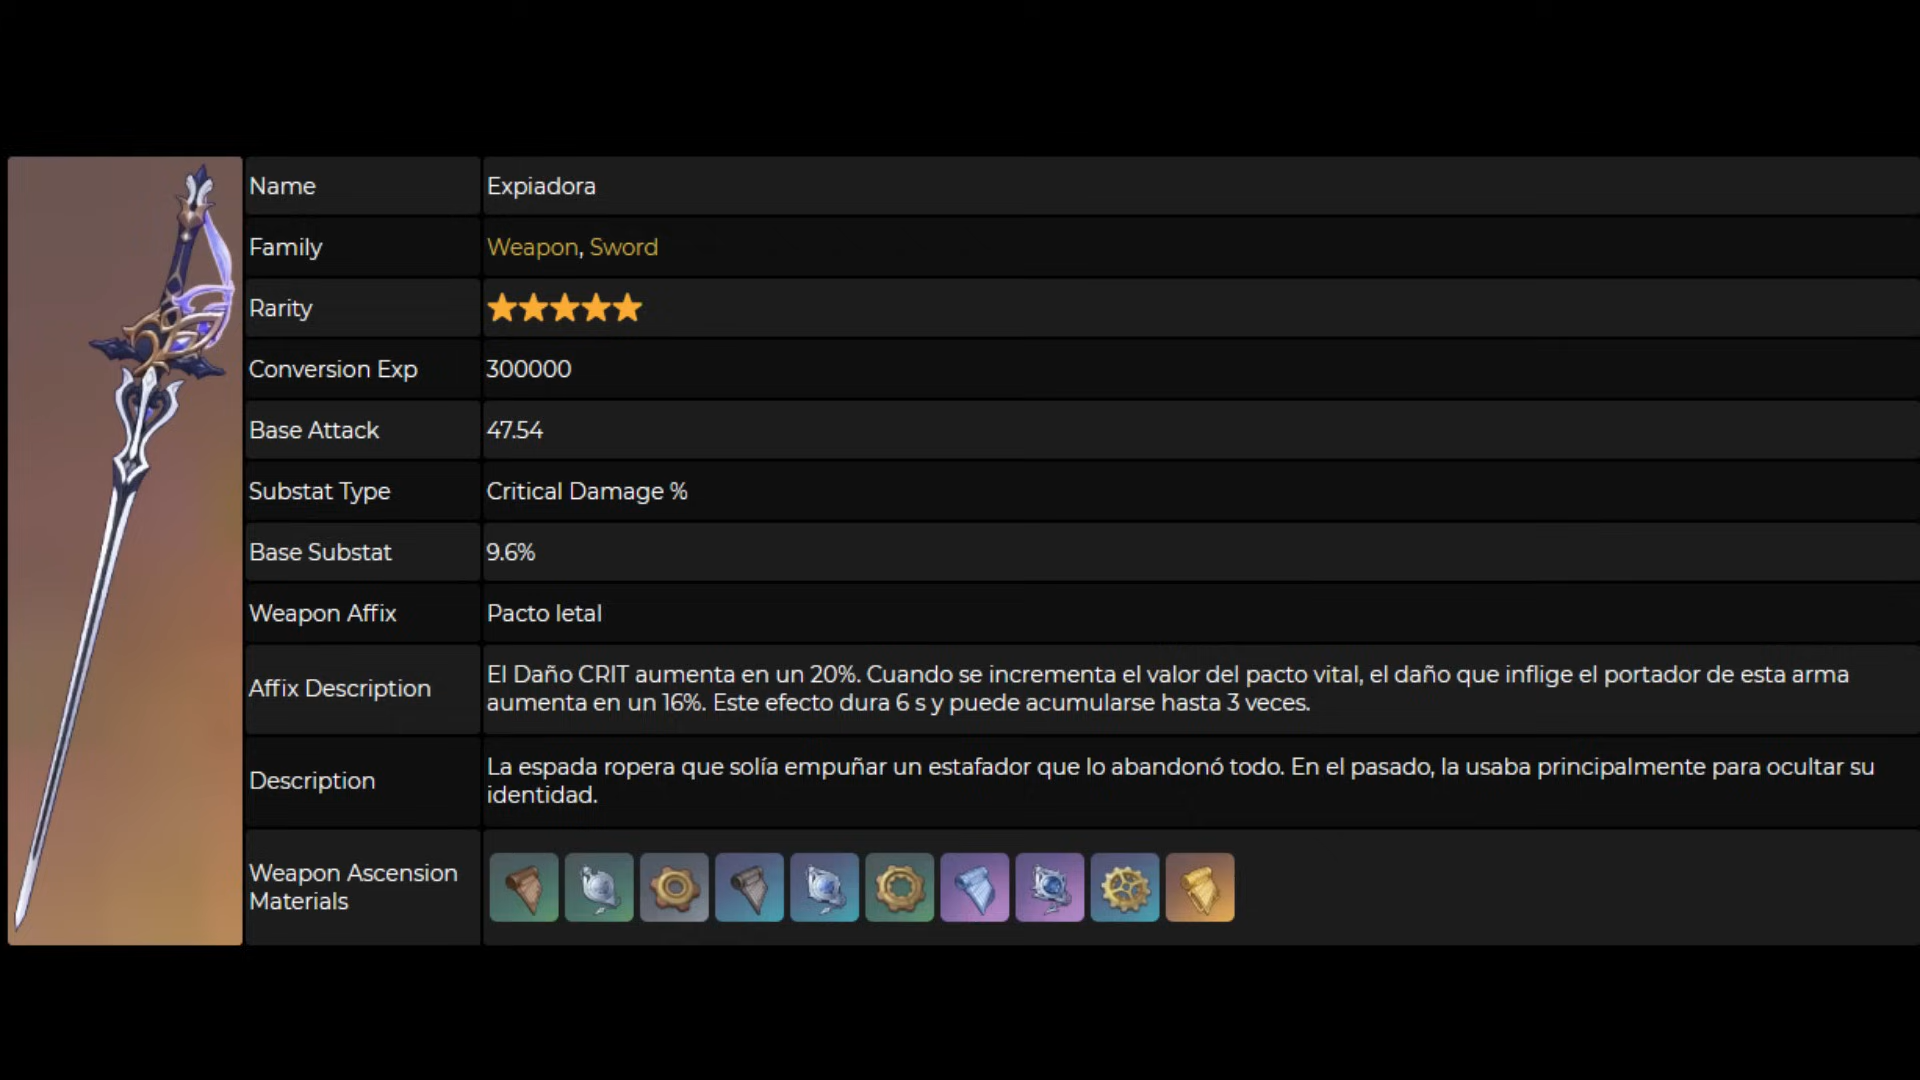 Name Expiadora
Family Weapon, Sword
Rarity
Conversion Exp 300000
Base Attack 47.54
Substat Type Critical Damage %
Base Substat 9.6%
Weapon Affix Pacto letal
Affix Description
El Daño CRIT aumenta en un 20%. Cuando se incrementa el valor del pacto vital, el daño que inflige el portador de esta arma
aumenta en un 16%. Este efecto dura 6 s y puede acumularse hasta 3 veces.
Description
La espada ropera que solía empuñar un estafador que lo abandonó todo. En el pasado, la usaba principalmente para ocultar su
identidad.
Weapon Ascension
Materials